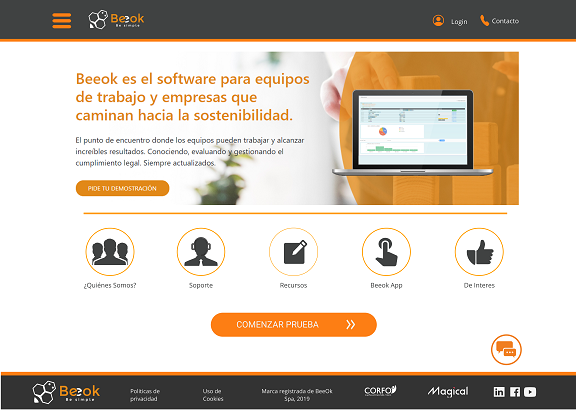 Beeok
Be simple
Login
Contacto
Beeok es el software para equipos
de trabajo y empresas que
caminan hacia la sostenibilidad.
El punto de encuentro donde los equipos pueden trabajar y alcanzar
increíbles resultados. Conociendo, evaluando y gestionando el
cumplimiento legal. Siempre actualizados.
PIDE TU DEMOSTRACIÓN
¿Quiénes Somos?
Soporte
Recursos
Beeok App
De Interes
COMENZAR PRUEBA
Beeok
Be simple
Políticas de
privacidad
Uso de
Cookies
Marca registrada de BeeOk
Spa, 2019
CORFO
Magical